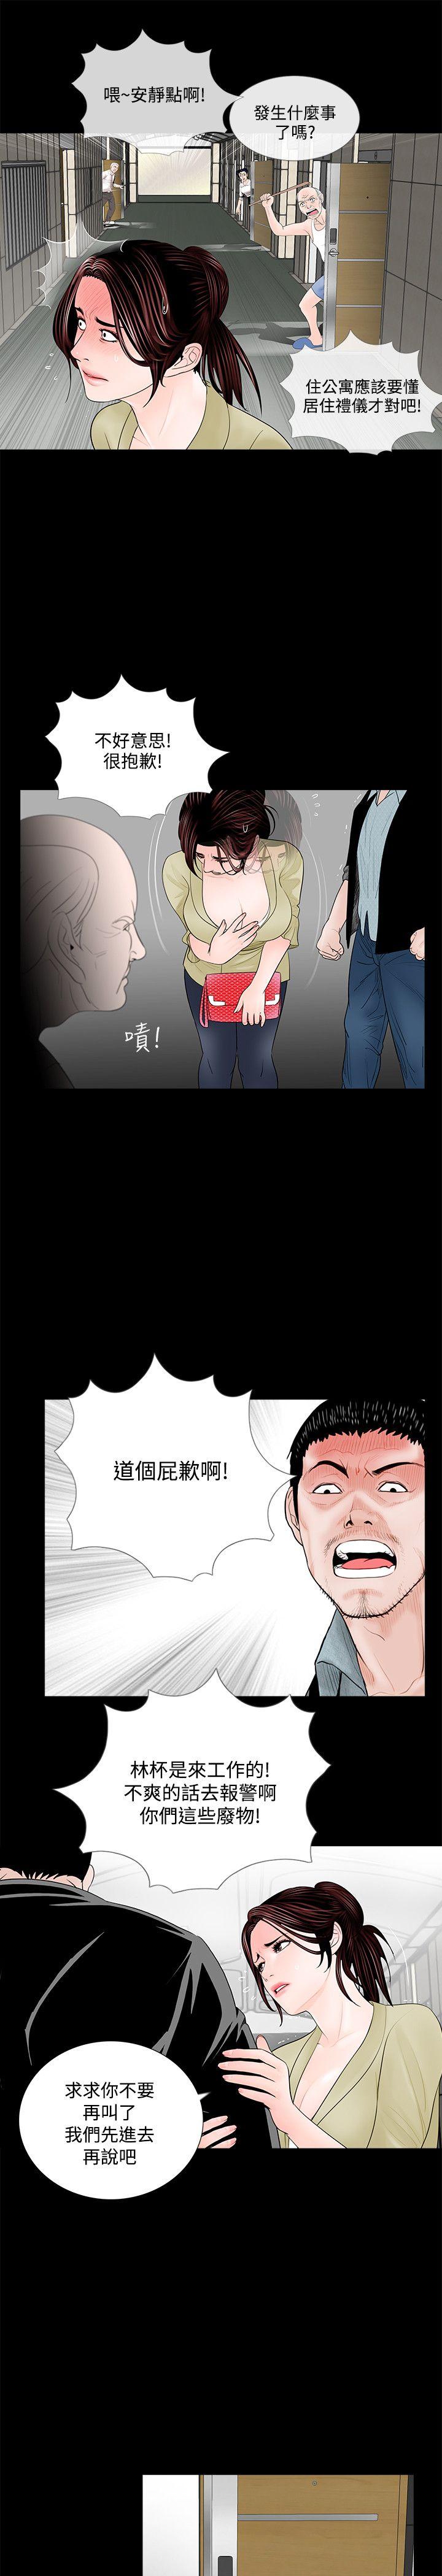 喂~安靜點啊!
發生什麼事
了嗎?
住公寓應該要懂
居住禮儀才對吧!
不好意思!
很抱歉!
嘖!
道個屁歉啊!
林杯是來工作的!
不爽的話去報警啊
你們這些廢物!
求求你不要
再叫了
我們先進去
再說吧